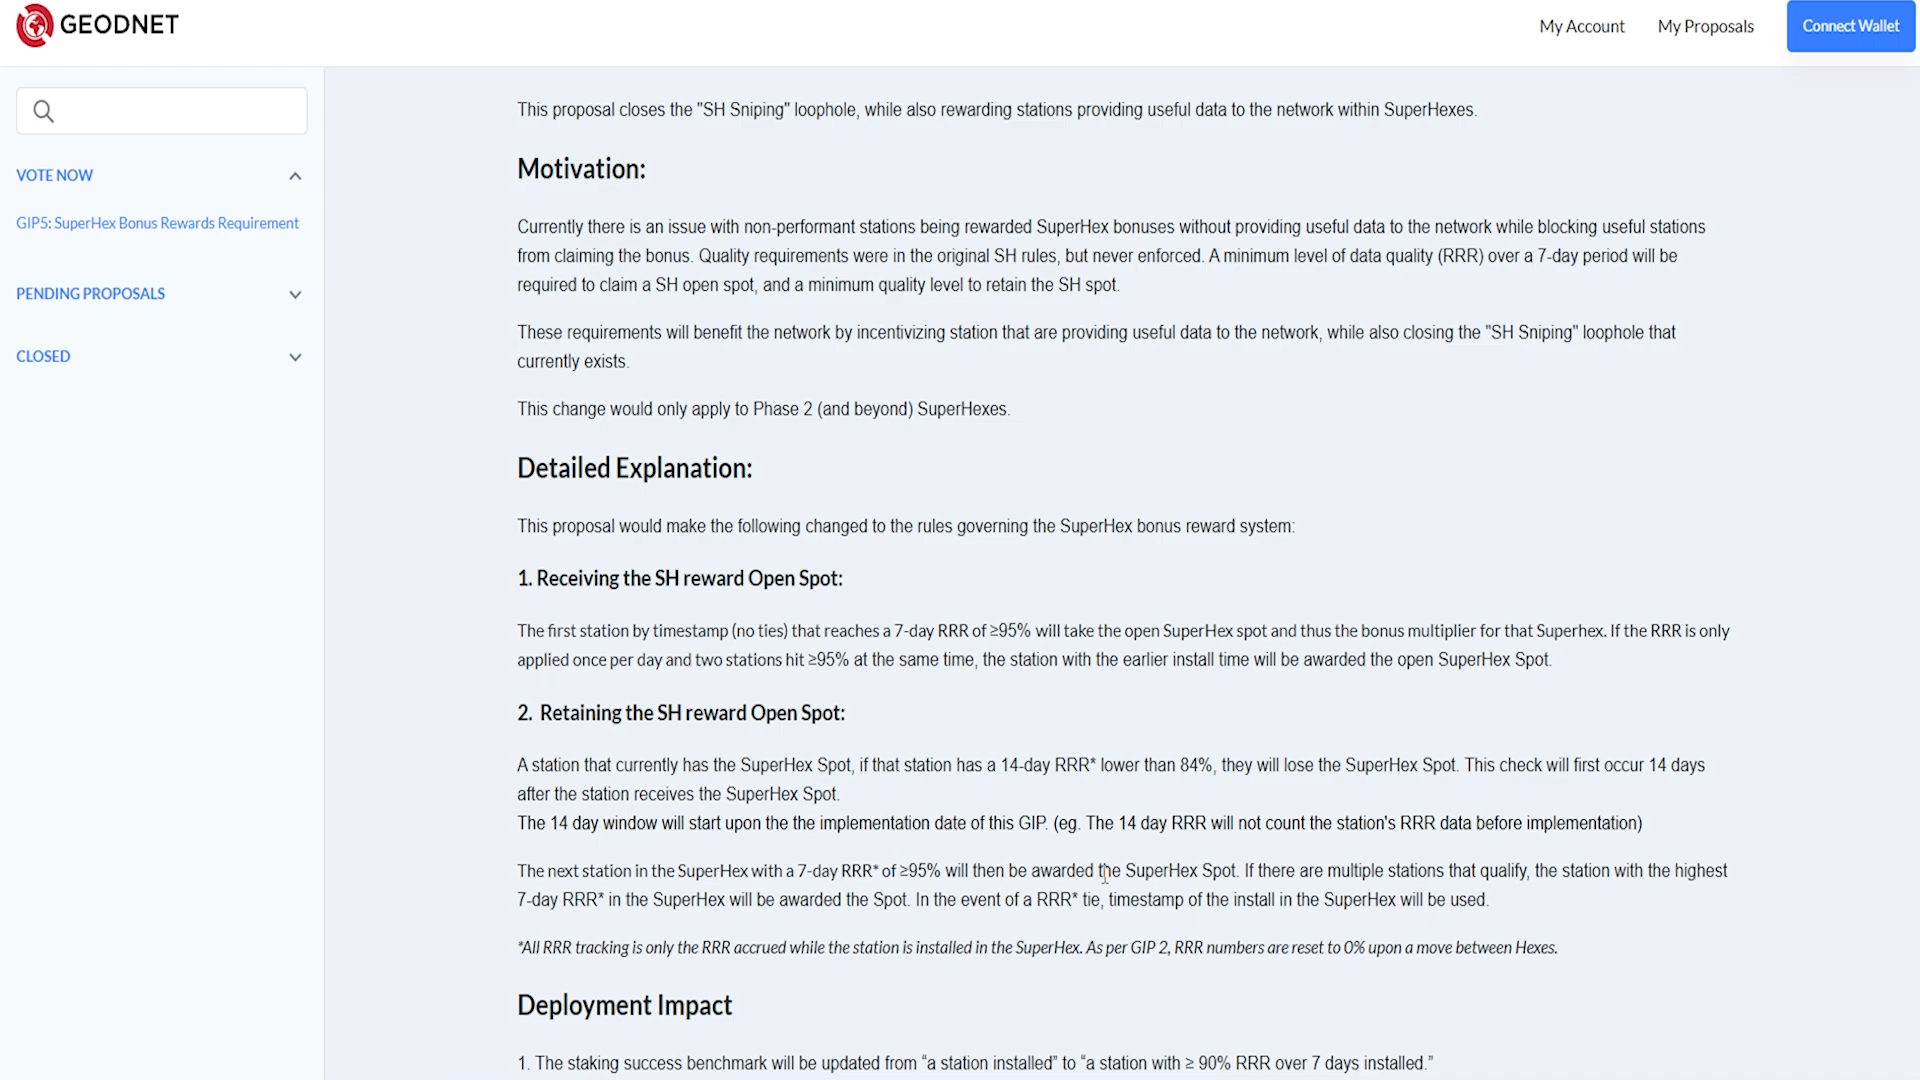 GEODNET
My Account
My Proposals
Connect Wallet
VOTE NOW
GIP5: SuperHex Bonus Rewards Requirement
PENDING PROPOSALS
CLOSED
This proposal closes the "SH Sniping" loophole, while also rewarding stations providing useful data to the network within SuperHexes.
Motivation:
Currently there is an issue with non-performant stations being rewarded SuperHex bonuses without providing useful data to the network while blocking useful stations
from claiming the bonus. Quality requirements were in the original SH rules, but never enforced. A minimum level of data quality (RRR) over a 7-day period will be
required to claim a SH open spot, and a minimum quality level to retain the SH spot.
These requirements will benefit the network by incentivizing station that are providing useful data to the network, while also closing the "SH Sniping" loophole that
currently exists.
This change would only apply to Phase 2 (and beyond) SuperHexes.
Detailed Explanation:
This proposal would make the following changed to the rules governing the SuperHex bonus reward system:
1. Receiving the SH reward Open Spot:
The first station by timestamp (no ties) that reaches a 7-day RRR of ≥95% will take the open SuperHex spot and thus the bonus multiplier for that Superhex. If the RRR is only
applied once per day and two stations hit ≥95% at the same time, the station with the earlier install time will be awarded the open SuperHex Spot.
2. Retaining the SH reward Open Spot:
A station that currently has the SuperHex Spot, if that station has a 14-day RRR* lower than 84%, they will lose the SuperHex Spot. This check will first occur 14 days
after the station receives the SuperHex Spot.
The 14 day window will start upon the the implementation date of this GIP. (eg. The 14 day RRR will not count the station's RRR data before implementation)
The next station in the SuperHex with a 7-day RRR* of ≥95% will then be awarded the SuperHex Spot. If there are multiple stations that qualify, the station with the highest
7-day RRR* in the SuperHex will be awarded the Spot. In the event of a RRR* tie, timestamp of the install in the SuperHex will be used.
*All RRR tracking is only the RRR accrued while the station is installed in the SuperHex. As per GIP 2, RRR numbers are reset to 0% upon a move between Hexes.
Deployment Impact
1. The staking success benchmark will be updated from “a station installed” to “a station with ≥ 90% RRR over 7 days installed.”